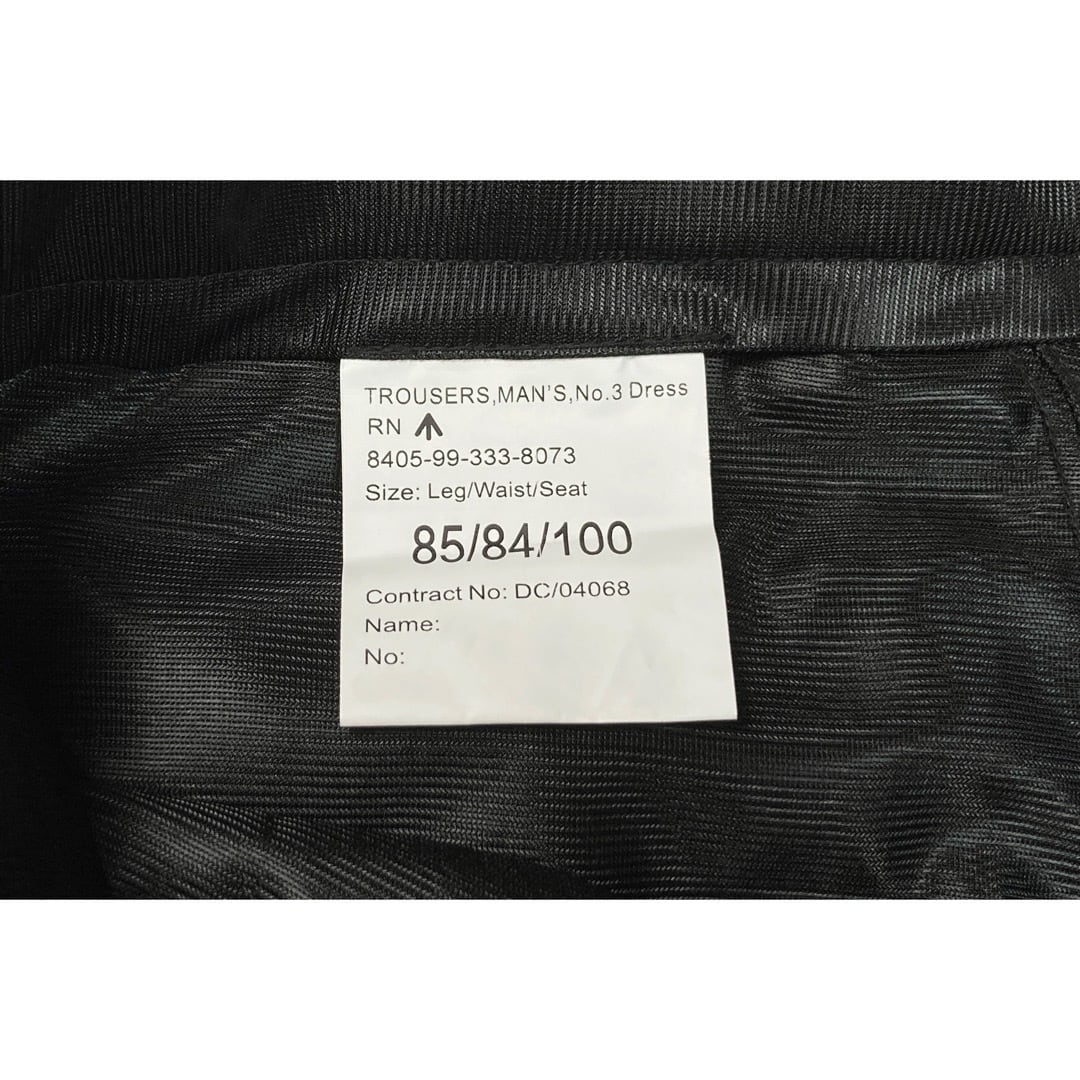 TROUSERS,MAN'S,No.3 Dress
RN
8405-99-333-8073
Size: Leg/Waist/Seat
85/84/100
Contract No: DC/04068
Name:
No: